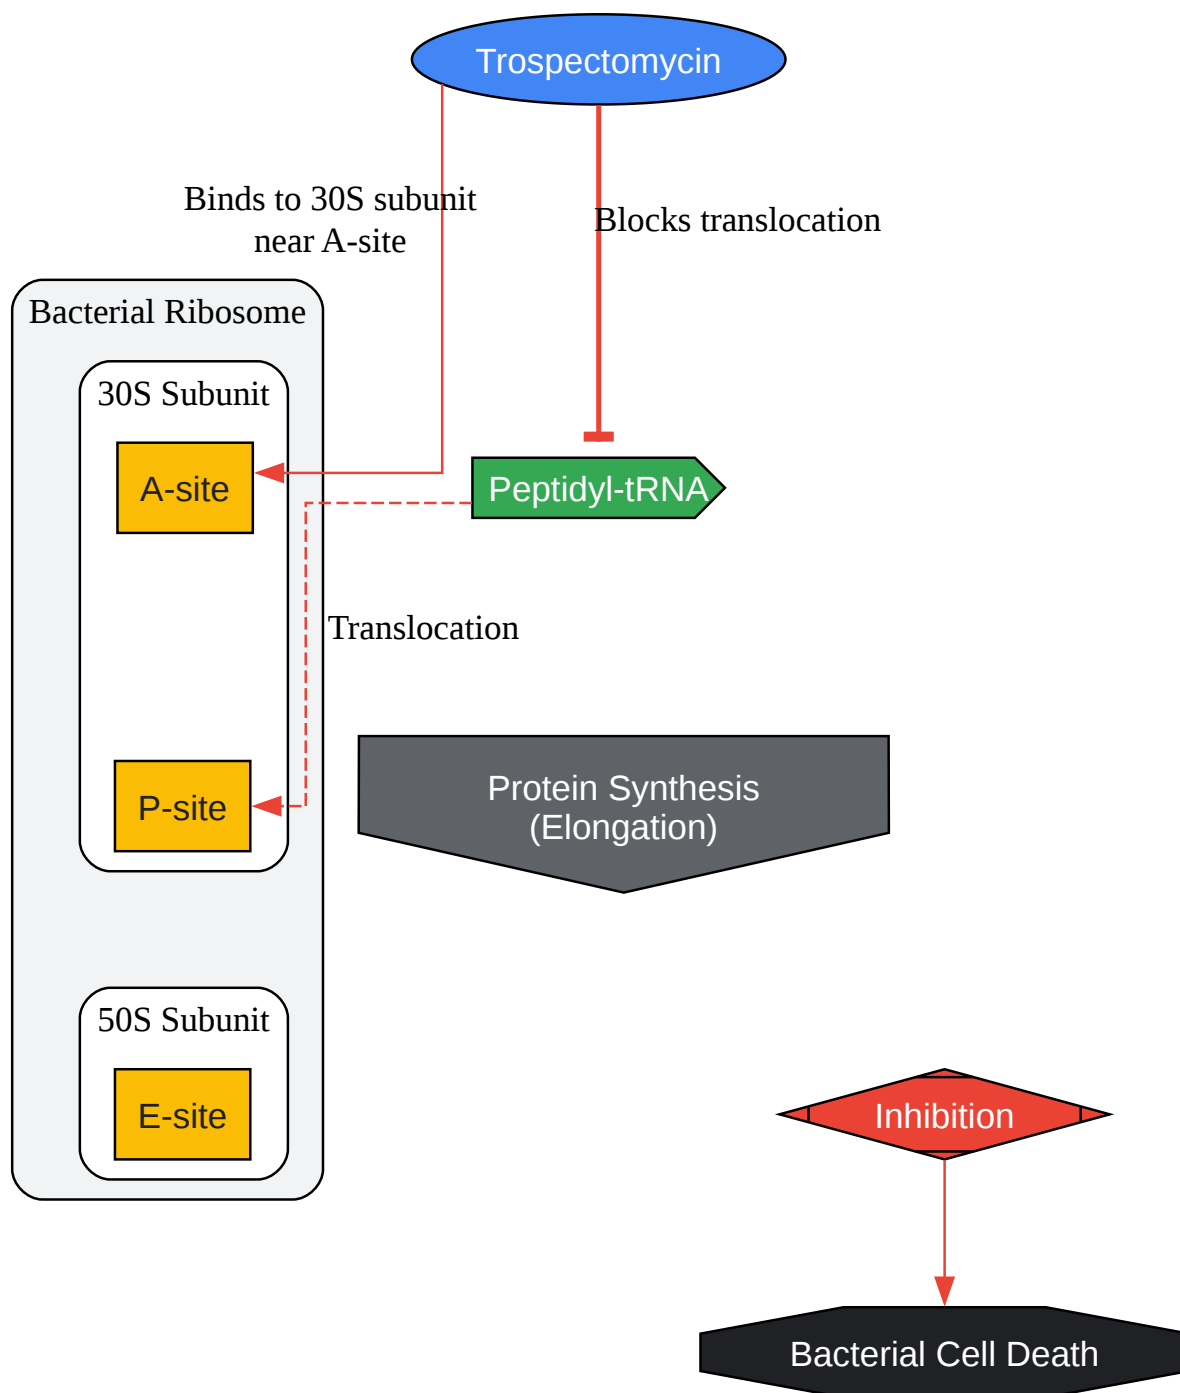 Trospectomycin
Binds to 30S subunit
near A-site
Blocks translocation
Bacterial Ribosome
30S Subunit
A-site
Peptidyl-tRNA
Translocation
P-site
Protein Synthesis
(Elongation)
50S Subunit
E-site
Inhibition
Bacterial Cell Death